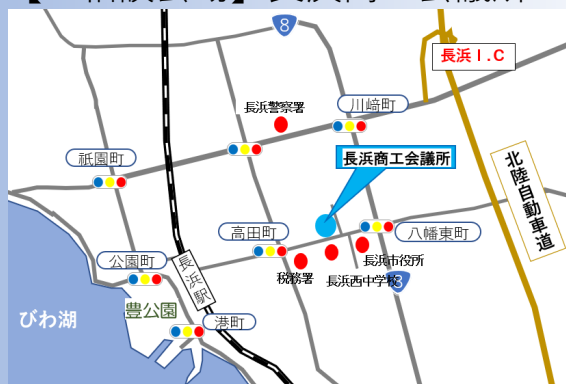 8
長浜 I.C
長浜警察署
川﨑町
長浜商工会議所
祇園町
北陸自動車道
高田町
八幡東町
長浜市役所
公園町
長浜駅
税務署
長浜西中学校
8
豊公園
びわ湖
港町